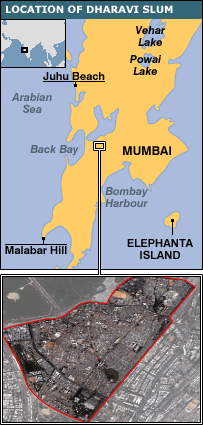 LOCATION OF DHARAVI SLUM
Vehar
Lake
Powai
Lake
Juhu Beach
Arabian
Sea
Back Bay
MUMBAI
Bombay
Harbour
Malabar Hill
ELEPHANTA
ISLAND